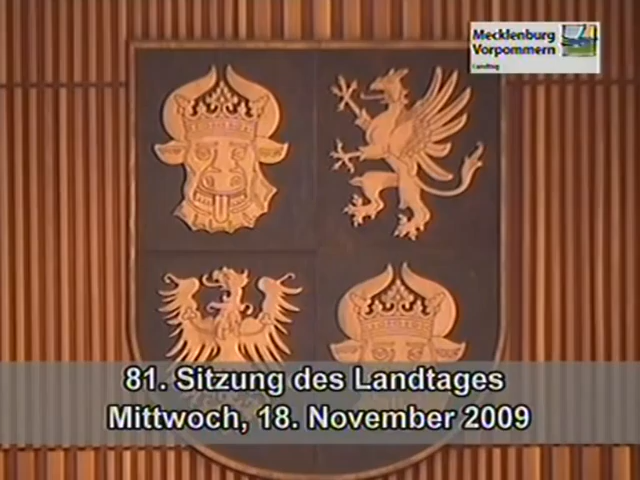 Mecklenburg
Vorpommern
Landtag
81. Sitzung des Landtages
Mittwoch, 18. November 2009